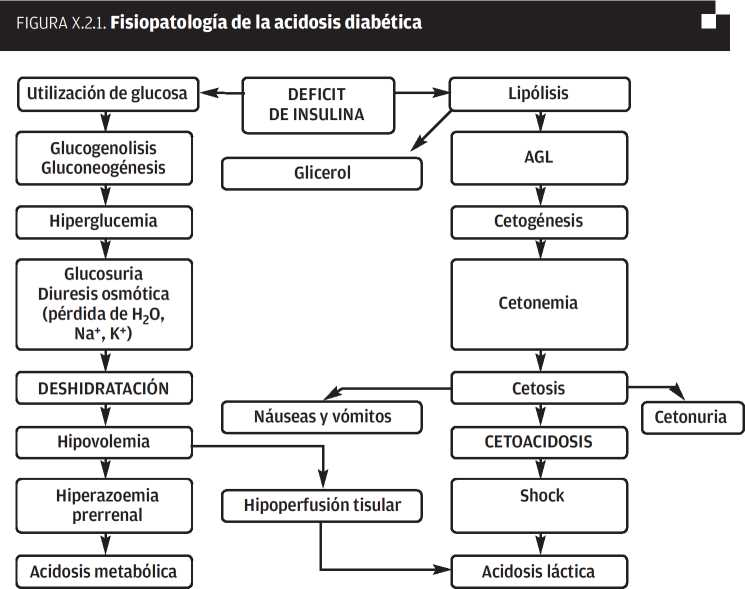 FIGURA X.2.1. Fisiopatología de la acidosis diabética
Utilización de glucosa
DEFICIT
DE INSULINA
Lipólisis
Glucogenolisis
Gluconeogénesis
Glicerol
AGL
Hiperglucemia
Cetogénesis
Glucosuria
Diuresis osmótica
(pérdida de H₂O,
Na⁺, K⁺)
Cetonemia
DESHIDRATACIÓN
Cetosis
Náuseas y vómitos
Cetonuria
Hipovolemia
CETOACIDOSIS
Hiperazoemia
prerrenal
Hipoperfusión tisular
Shock
Acidosis metabólica
Acidosis láctica